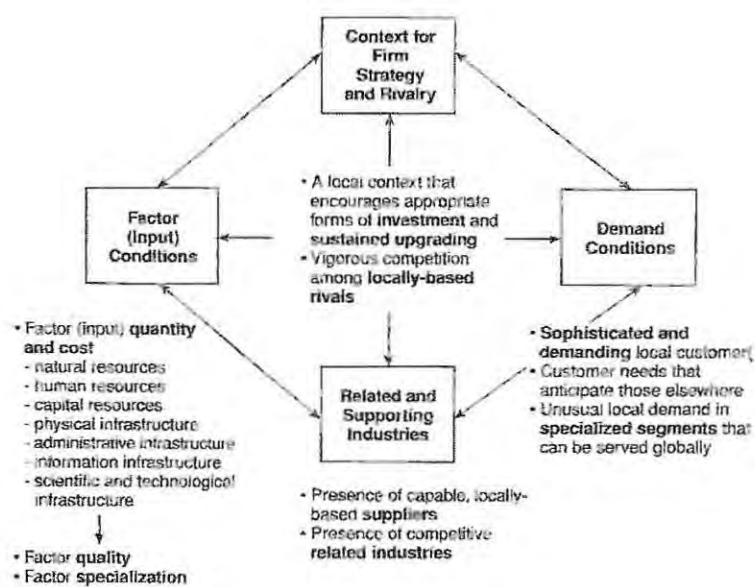 Context for
Firm
Strategy
and Rivalry
• A local context that
encourages appropriate
forms of investment and
sustained upgrading
• Vigorous competition
among locally-based
rivals
Factor
(Input)
Conditions
Demand
Conditions
• Factor (input) quantity
and cost
- natural resources
- human resources
- capital resources
- physical infrastructure
- administrative infrastructure
- information infrastructure
- scientific and technological
infrastructure
• Factor quality
• Factor specialization
Related and
Supporting
Industries
• Presence of capable, locally-
based suppliers
• Presence of competitive
related industries
• Sophisticated and
demanding local customer(
• Customer needs that
anticipate those elsewhere
• Unusual local demand in
specialized segments that
can be served globally